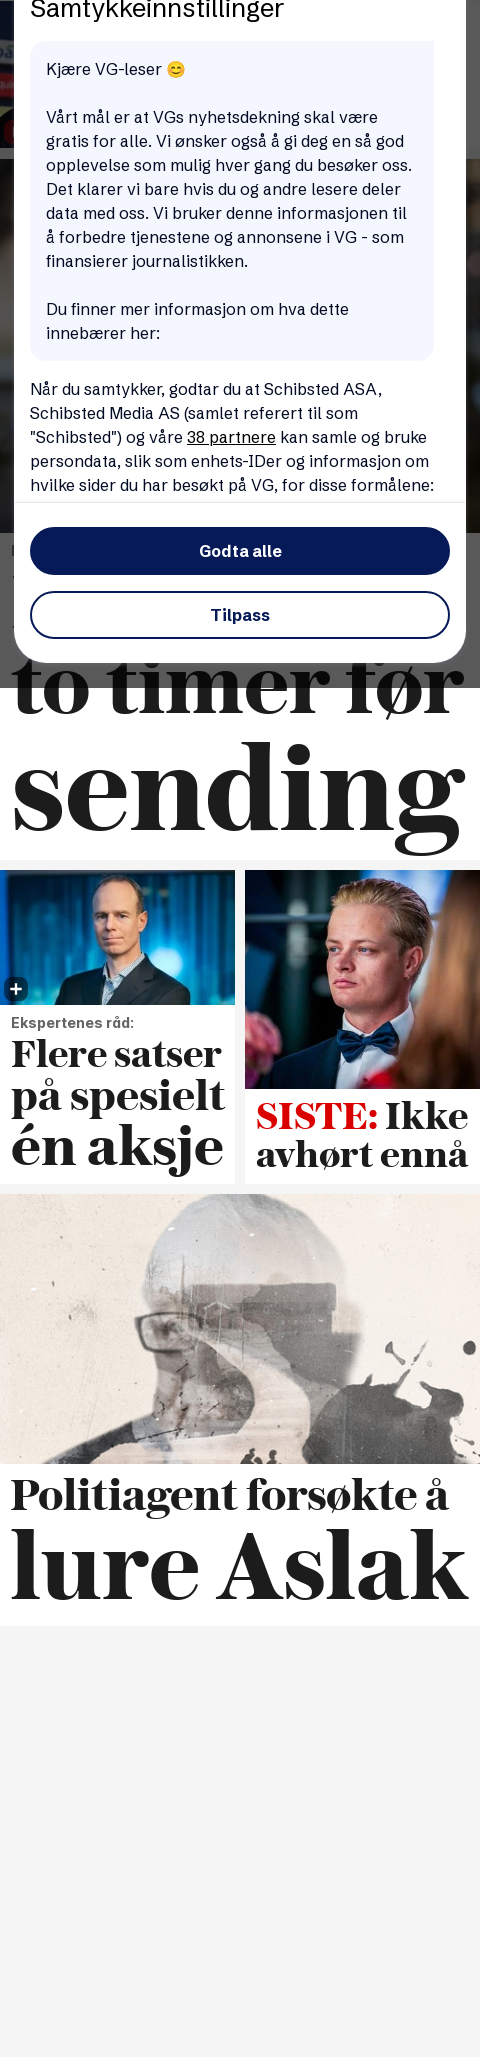 Samtykkeinnstillinger
Kjære VG-leser 😊
Vårt mål er at VGs nyhetsdekning skal være
gratis for alle. Vi ønsker også å gi deg en så god
opplevelse som mulig hver gang du besøker oss.
Det klarer vi bare hvis du og andre lesere deler
data med oss. Vi bruker denne informasjonen til
å forbedre tjenestene og annonsene i VG - som
finansierer journalistikken.
Du finner mer informasjon om hva dette
innebærer her:
Når du samtykker, godtar du at Schibsted ASA,
Schibsted Media AS (samlet referert til som
"Schibsted") og våre 38 partnere kan samle og bruke
persondata, slik som enhets-IDer og informasjon om
hvilke sider du har besøkt på VG, for disse formålene:
Godta alle
Tilpass
to timer før
sending
Ekspertenes råd:
Flere satser
på spesielt
én aksje
SISTE: Ikke
avhørt ennå
Politiagent forsøkte å
lure Aslak